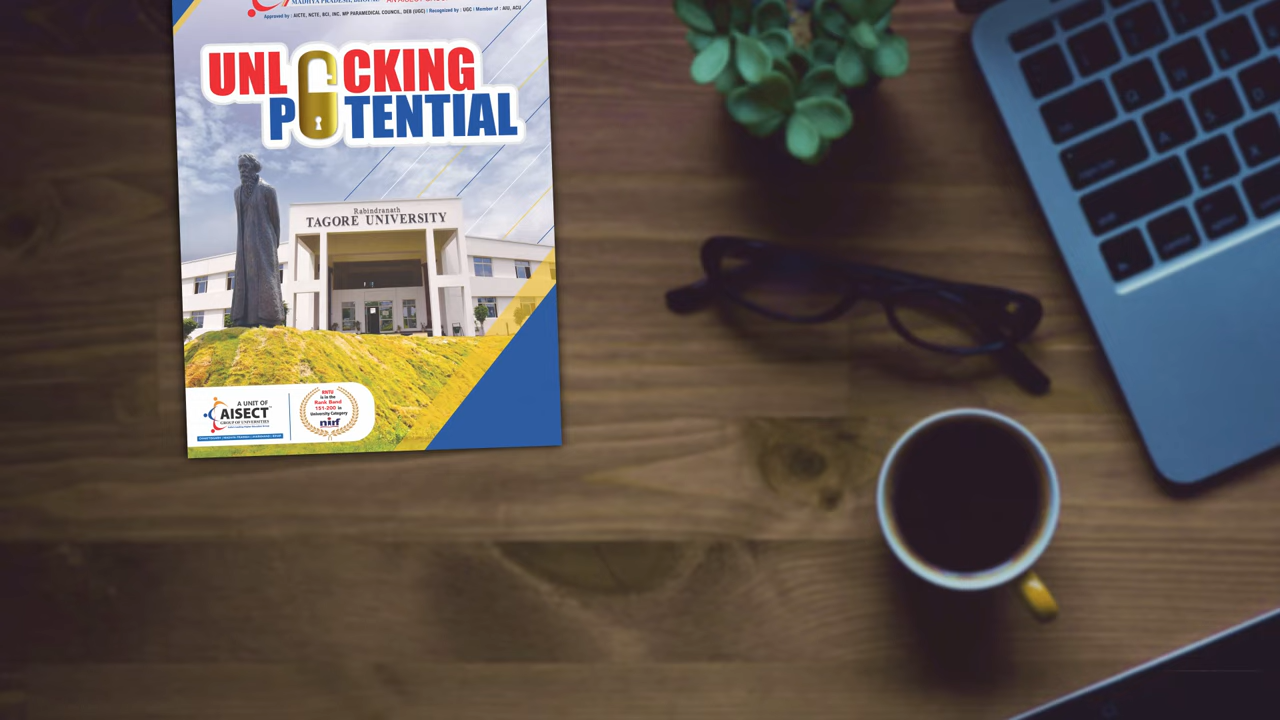 MADHYA PRADESH, BHOPAL
Approved by : AICTE, NCTE, BCI, INC. MP PARAMEDICAL COUNCIL, DEB (UGC) I Recognized by : UGC I Member of : AIU, ACU
UNLOCKING
POTENTIAL
Rabindranath
TAGORE UNIVERSITY
A UNIT OF
AISECT
GROUP OF UNIVERSITIES
RNTU
is in the
Rank Band
151-200 in
University Category
nirf